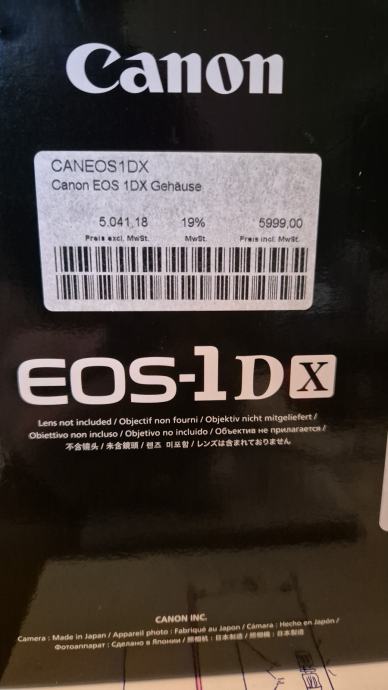 Canon
CANEOS1DX
Canon EOS 1DX Gehäuse
5.041,18 19% 5999,00
Preis excl. MwSt. MwSt. Preis incl. MwSt.
EOS-1DX
Lens not included / Objectif non fourni / Objektiv nicht mitgeliefert /
Obiettivo non incluso / Objetivo no incluido / Объектив не прилагается /
不含镜头 / 未含鏡頭 / 렌즈 미포함 / レンズは含まれておりません
CANON INC.
Camera : Made in Japan / Appareil photo : Fabriqué au Japon / Cámara : Hecho en Japón /
Фотоаппарат : Сделано в Японии / 照相机 : 日本制造 / 照相機 : 日本製造